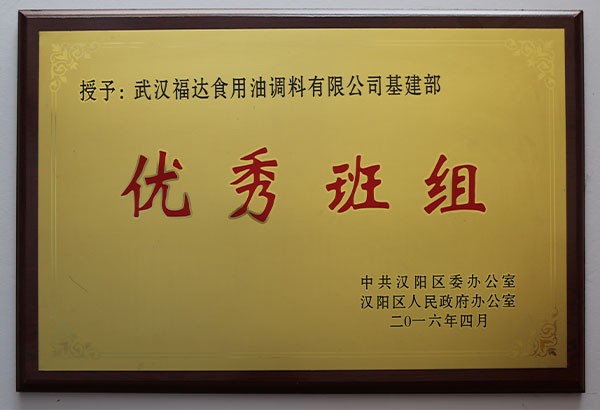 授予：武汉福达食用油调料有限公司基建部
优秀班组
中共汉阳区委办公室
汉阳区人民政府办公室
二0一六年四月